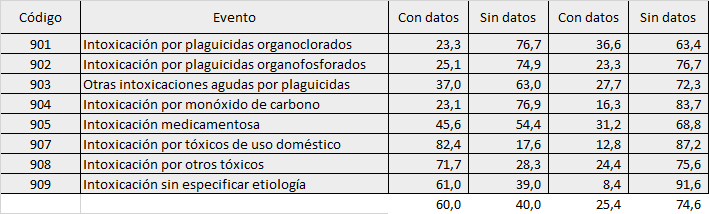 Código Evento Con datos Sin datos Con datos Sin datos
901 Intoxicación por plaguicidas organoclorados 23,3 76,7 36,6 63,4
902 Intoxicación por plaguicidas organofosforados 25,1 74,9 23,3 76,7
903 Otras intoxicaciones agudas por plaguicidas 37,0 63,0 27,7 72,3
904 Intoxicación por monóxido de carbono 23,1 76,9 16,3 83,7
905 Intoxicación medicamentosa 45,6 54,4 31,2 68,8
907 Intoxicación por tóxicos de uso doméstico 82,4 17,6 12,8 87,2
908 Intoxicación por otros tóxicos 71,7 28,3 24,4 75,6
909 Intoxicación sin especificar etiología 61,0 39,0 8,4 91,6
60,0 40,0 25,4 74,6